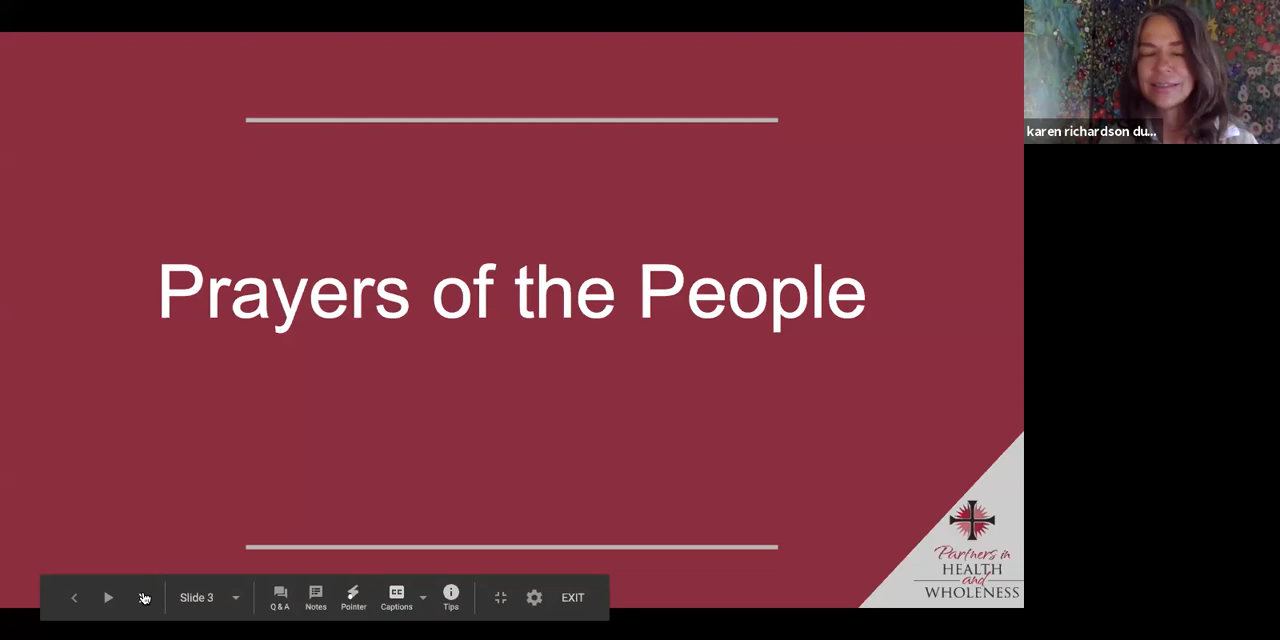 karen richardson du...
Prayers of the People
Partners in
HEALTH
and
WHOLENESS
Slide 3
Q & A
Notes
Pointer
CC
Captions
Tips
EXIT